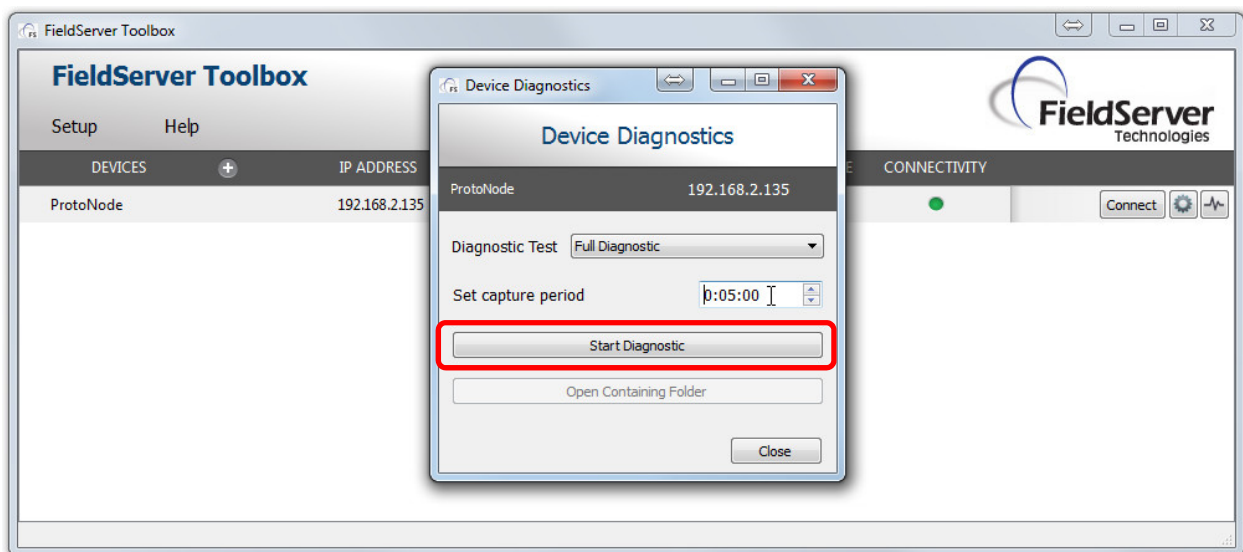 FieldServer Toolbox
FieldServer Toolbox
Setup Help
FieldServer
Technologies
DEVICES IP ADDRESS CONNECTIVITY
ProtoNode 192.168.2.135 Connect
Device Diagnostics
Device Diagnostics
ProtoNode 192.168.2.135
Diagnostic Test Full Diagnostic
Set capture period 0:05:00
Start Diagnostic
Open Containing Folder
Close